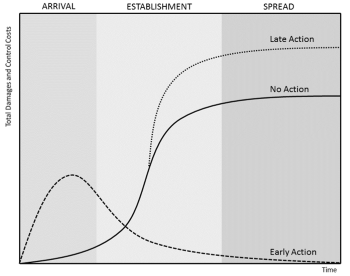 ARRIVAL ESTABLISHMENT SPREAD
Total Damages and Control Costs
Late Action
No Action
Early Action
Time